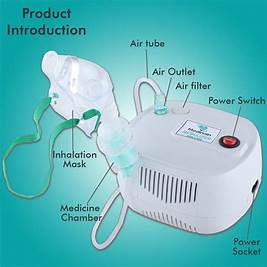 Product
Introduction
Air tube
Air Outlet
Air filter
Power Switch
Inhalation
Mask
Medicine
Chamber
Power
Socket